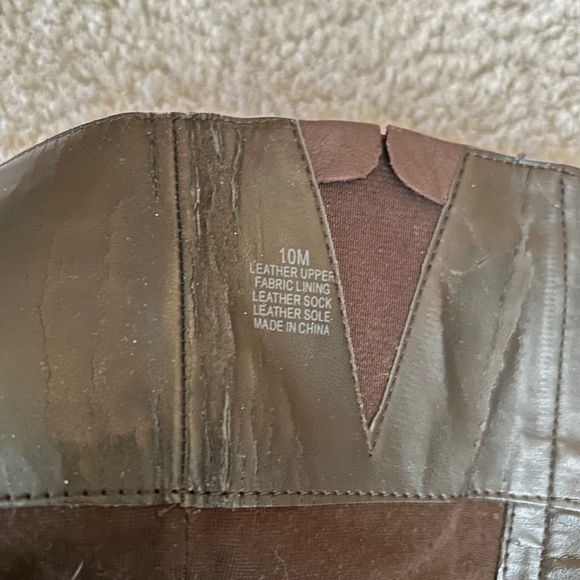 10M
LEATHER UPPER
FABRIC LINING
LEATHER SOCK
LEATHER SOLE
MADE IN CHINA